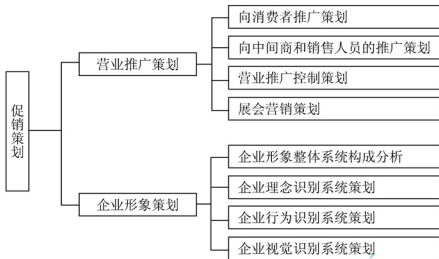 促销策划
营业推广策划
向消费者推广策划
向中间商和销售人员的推广策划
营业推广控制策划
展会营销策划
企业形象策划
企业形象整体系统构成分析
企业理念识别系统策划
企业行为识别系统策划
企业视觉识别系统策划